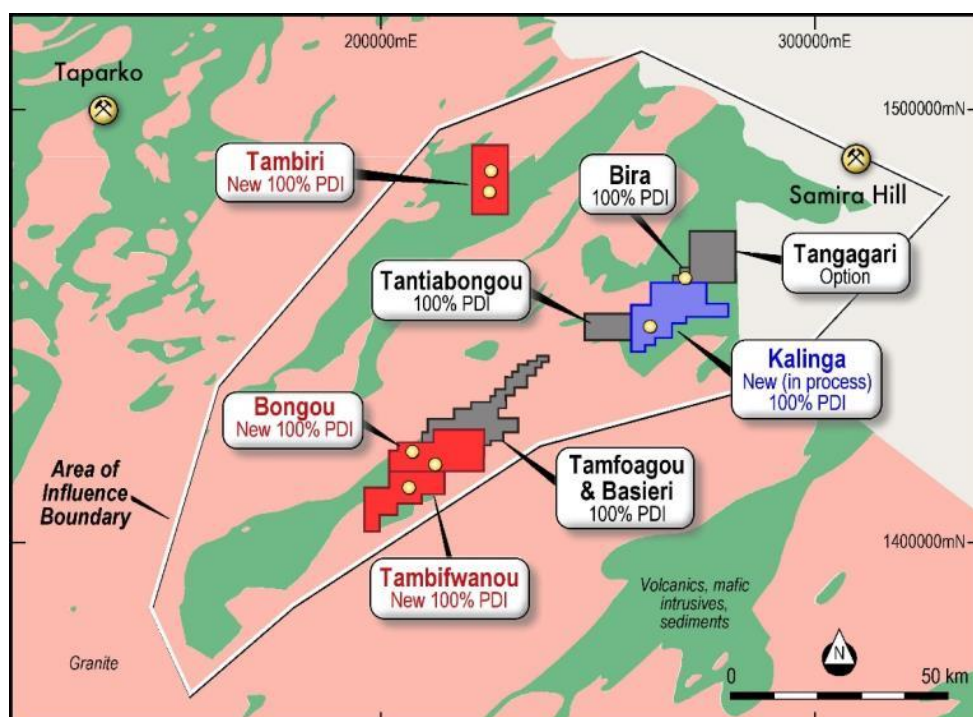 200000mE
300000mE
Taparko
1500000mN
Tambiri
New 100% PDI
Bira
100% PDI
Samira Hill
Tantiabongou
100% PDI
Tangagari
Option
Kalinga
New (in process)
100% PDI
Bongou
New 100% PDI
Area of
Influence
Boundary
Tamfoagou
& Basieri
100% PDI
1400000mN
Tambifwanou
New 100% PDI
Volcanics, mafic
intrusives,
sediments
Granite
N
0
50 km